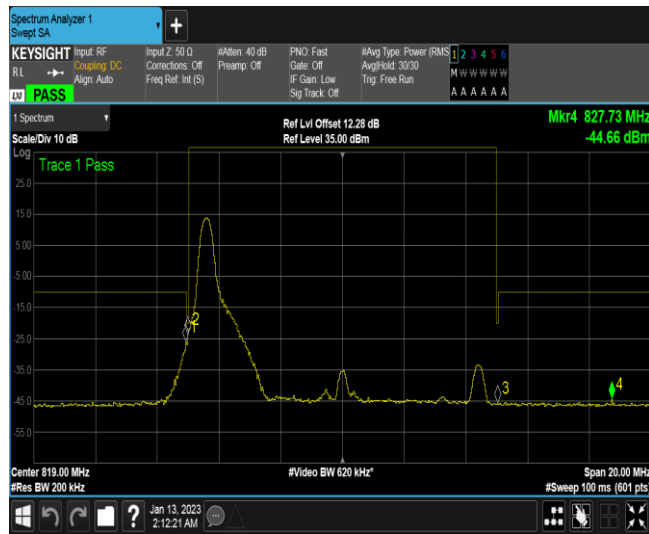 Spectrum Analyzer 1
Swept SA
KEYSIGHT
RL
LXI PASS
Input: RF
Coupling: DC
Align: Auto
Input Z: 50 Ω
Corrections: Off
Freq Ref: Int (S)
#Atten: 40 dB
Preamp: Off
PNO: Fast
Gate: Off
IF Gain: Low
Sig Track: Off
#Avg Type: Power (RMS
Avg|Hold: 30/30
Trig: Free Run
1 2 3 4 5 6
M W W W W W
A A A A A A
1 Spectrum
Scale/Div 10 dB
Ref Lvl Offset 12.28 dB
Ref Level 35.00 dBm
Mkr4 827.73 MHz
-44.66 dBm
Log
Trace 1 Pass
25.0
15.0
5.00
-5.00
-15.0
-25.0
-35.0
-45.0
-55.0
1
2
3
4
Center 819.00 MHz
#Res BW 200 kHz
#Video BW 620 kHz*
Span 20.00 MHz
#Sweep 100 ms (601 pts)
?
Jan 13, 2023
2:12:21 AM